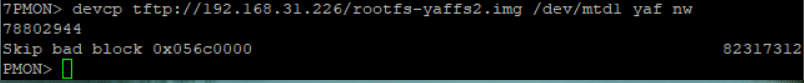 7PMON> devcp tftp://192.168.31.226/rootfs-yaffs2.img /dev/mtd1 yaf nw
78802944
Skip bad block 0x056c0000 82317312
PMON>